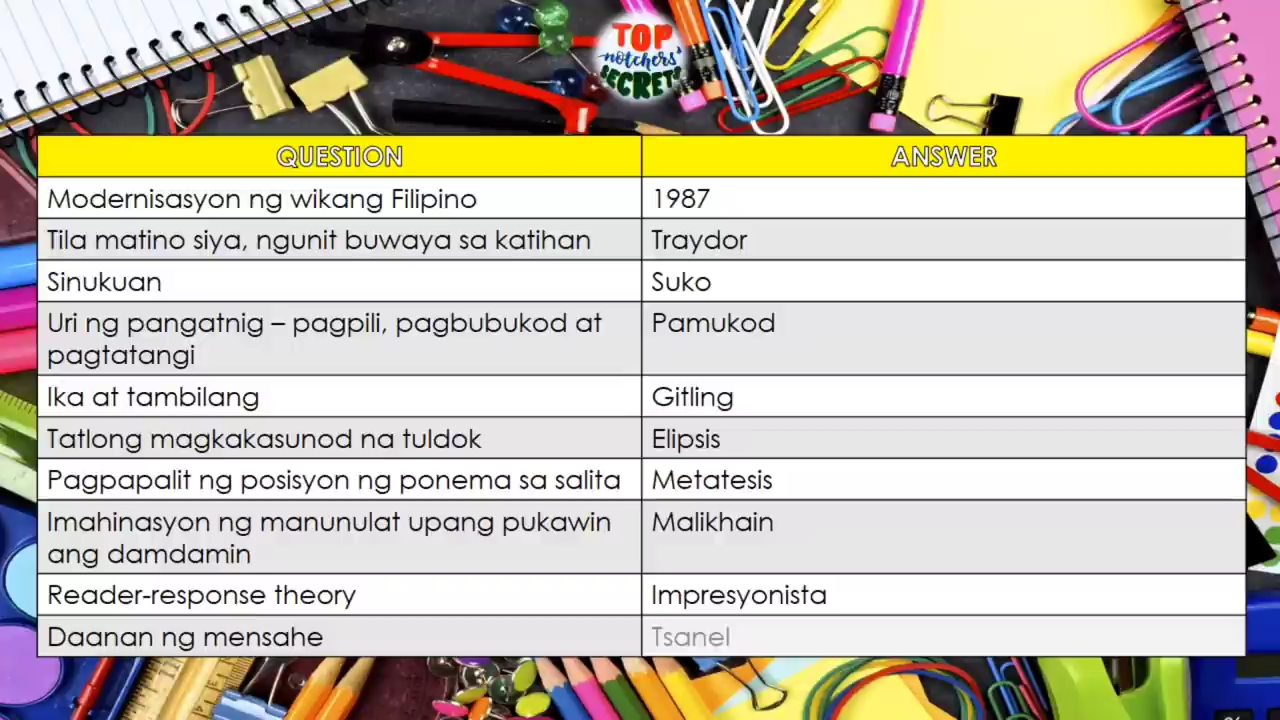 TOP
notchers'
SECRETS
QUESTION
ANSWER
Modernisasyon ng wikang Filipino
1987
Tila matino siya, ngunit buwaya sa katihan
Traydor
Sinukuan
Suko
Uri ng pangatnig – pagpili, pagbubukod at
pagtatangi
Pamukod
Ika at tambilang
Gitling
Tatlong magkakasunod na tuldok
Elipsis
Pagpapalit ng posisyon ng ponema sa salita
Metatesis
Imahinasyon ng manunulat upang pukawin
ang damdamin
Malikhain
Reader-response theory
Impresyonista
Daanan ng mensahe
Tsanel